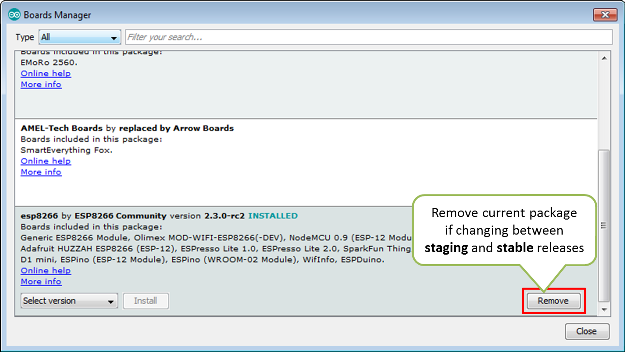 Boards Manager
Type All Filter your search...
Boards included in this package:
EMoRo 2560.
Online help
More info
AMEL-Tech Boards by replaced by Arrow Boards
Boards included in this package:
SmartEverything Fox.
Online help
More info
esp8266 by ESP8266 Community version 2.3.0-rc2 INSTALLED
Boards included in this package:
Generic ESP8266 Module, Olimex MOD-WIFI-ESP8266(-DEV), NodeMCU 0.9 (ESP-12 Modu
Adafruit HUZZAH ESP8266 (ESP-12), ESPresso Lite 1.0, ESPresso Lite 2.0, SparkFun Thing,
D1 mini, ESPino (ESP-12 Module), ESPino (WROOM-02 Module), WifInfo, ESPDuino.
Online help
More info
Select version Install Remove
Remove current package
if changing between
staging and stable releases
Close